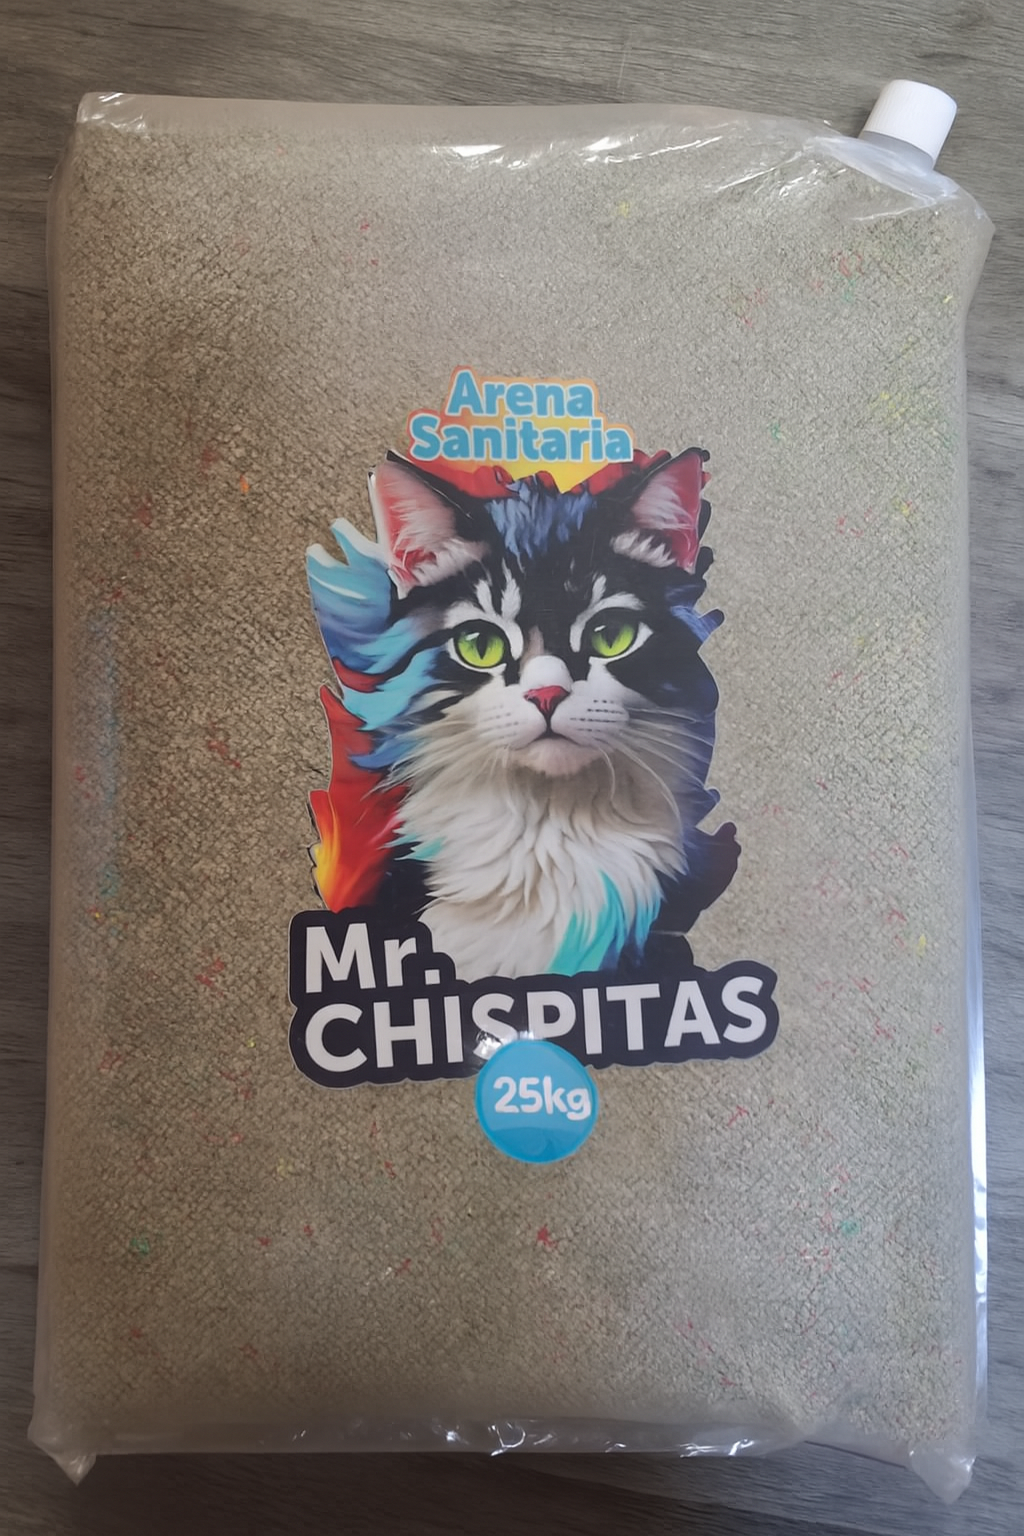 Arena
Sanitaria
Mr.
CHISPITAS
25kg